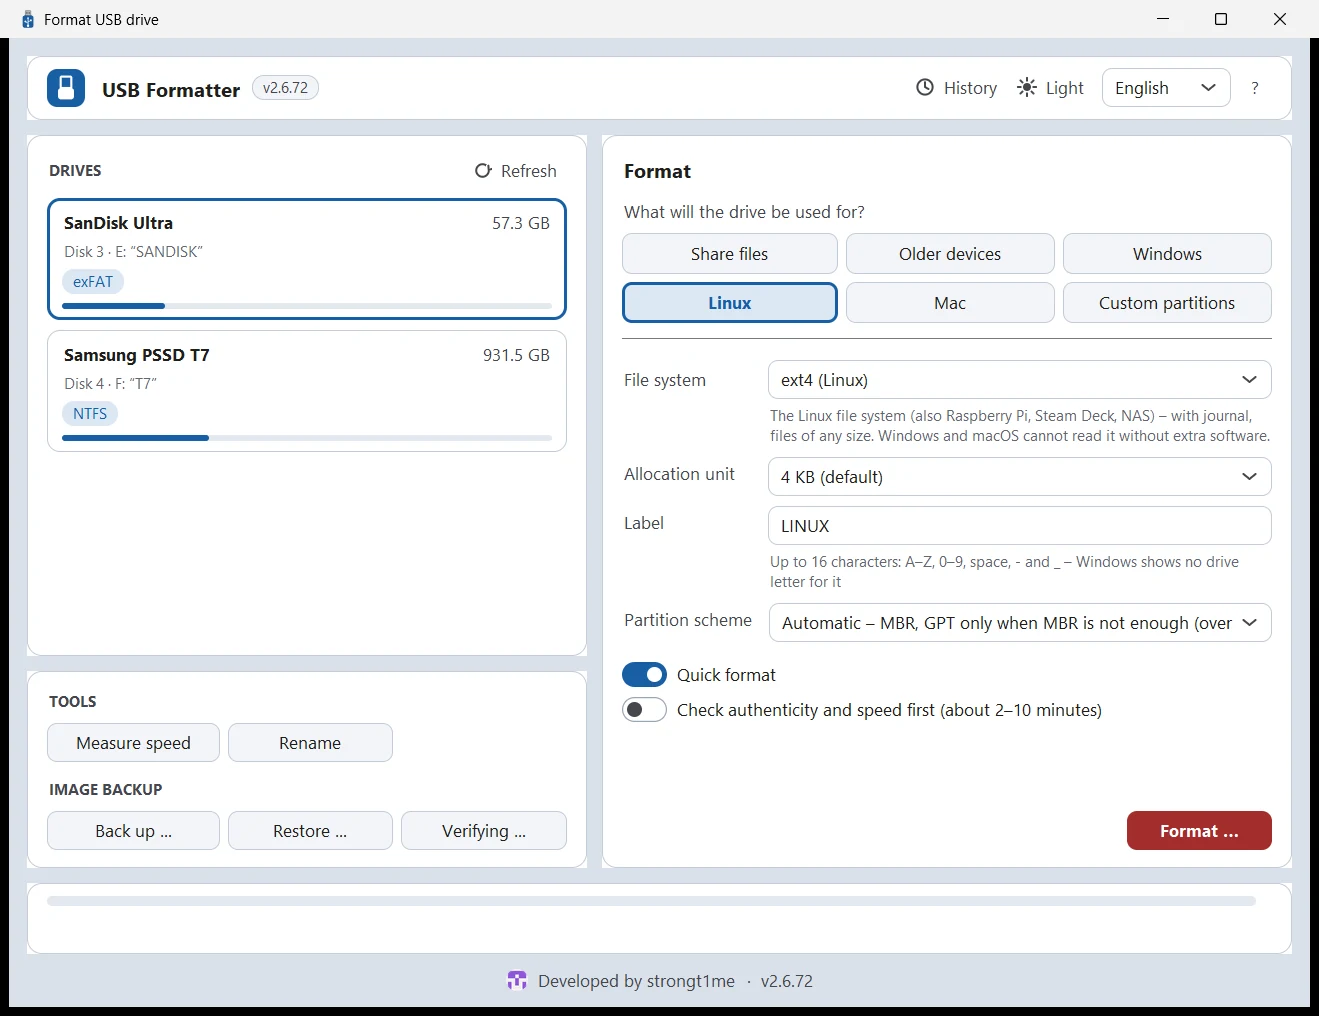 Format USB drive
USB Formatter
v2.6.72
History
Light
English
?
DRIVES
Refresh
SanDisk Ultra
57.3 GB
Disk 3 · E: “SANDISK”
exFAT
Samsung PSSD T7
931.5 GB
Disk 4 · F: “T7”
NTFS
TOOLS
Measure speed
Rename
IMAGE BACKUP
Back up ...
Restore ...
Verifying ...
Format
What will the drive be used for?
Share files
Older devices
Windows
Linux
Mac
Custom partitions
File system
ext4 (Linux)
The Linux file system (also Raspberry Pi, Steam Deck, NAS) – with journal,
files of any size. Windows and macOS cannot read it without extra software.
Allocation unit
4 KB (default)
Label
LINUX
Up to 16 characters: A–Z, 0–9, space, - and _ – Windows shows no drive
letter for it
Partition scheme
Automatic – MBR, GPT only when MBR is not enough (over
Quick format
Check authenticity and speed first (about 2–10 minutes)
Format ...
Developed by strongt1me · v2.6.72